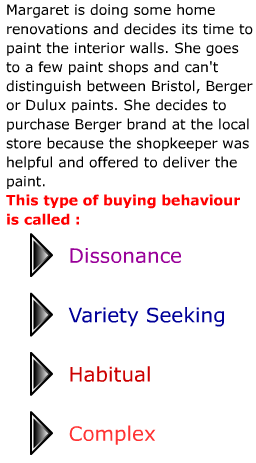 Margaret is doing some home
renovations and decides its time to
paint the interior walls. She goes
to a few paint shops and can't
distinguish between Bristol, Berger
or Dulux paints. She decides to
purchase Berger brand at the local
store because the shopkeeper was
helpful and offered to deliver the
paint.
This type of buying behaviour
is called :
Dissonance
Variety Seeking
Habitual
Complex